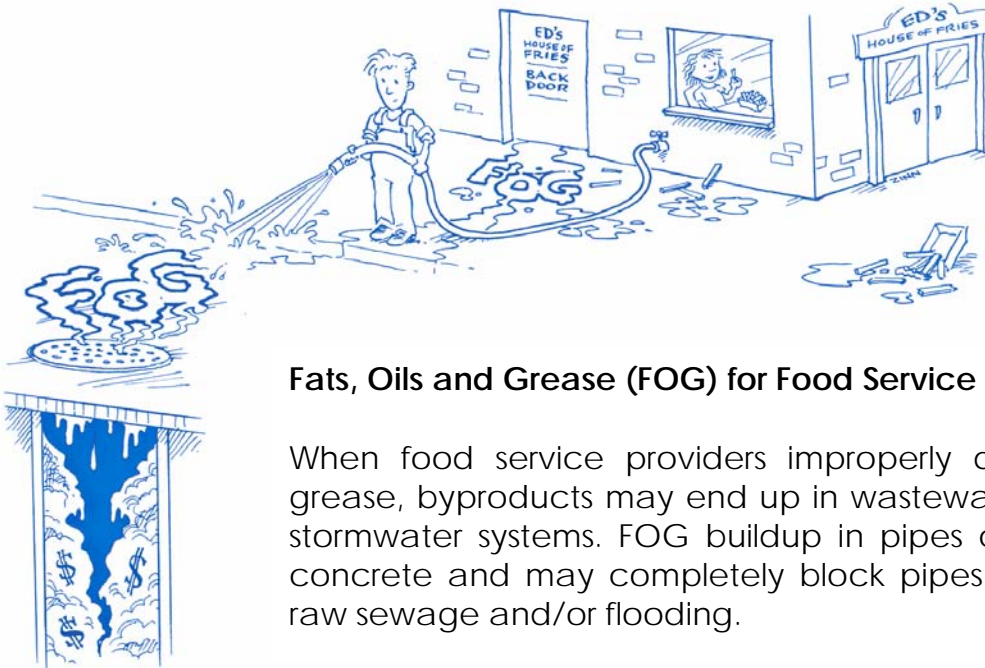 ED'S
HOUSE OF
FRIES
BACK
DOOR
ED'S
HOUSE OF FRIES
FOG
ZINN
FOG
$
$
$
Fats, Oils and Grease (FOG) for Food Service
When food service providers improperly
grease, byproducts may end up in
stormwater systems. FOG buildup in pipes
concrete and may completely block pipes
raw sewage and/or flooding.